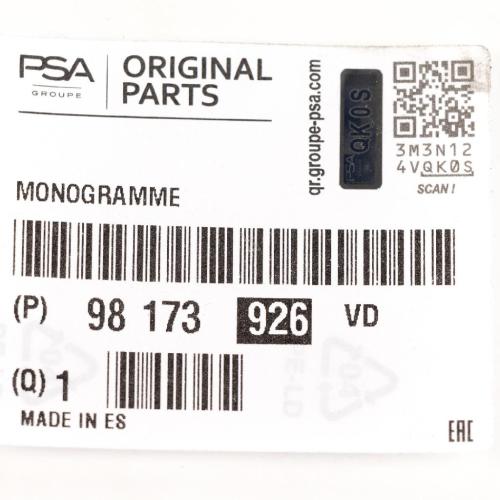 PSA
GROUPE
ORIGINAL
PARTS
qr.groupe-psa.com
PSA QK0S
3M3N12
4VQK0S
SCAN!
MONOGRAMME
(P) 98 173 926 VD
(Q) 1
MADE IN ES
EAC